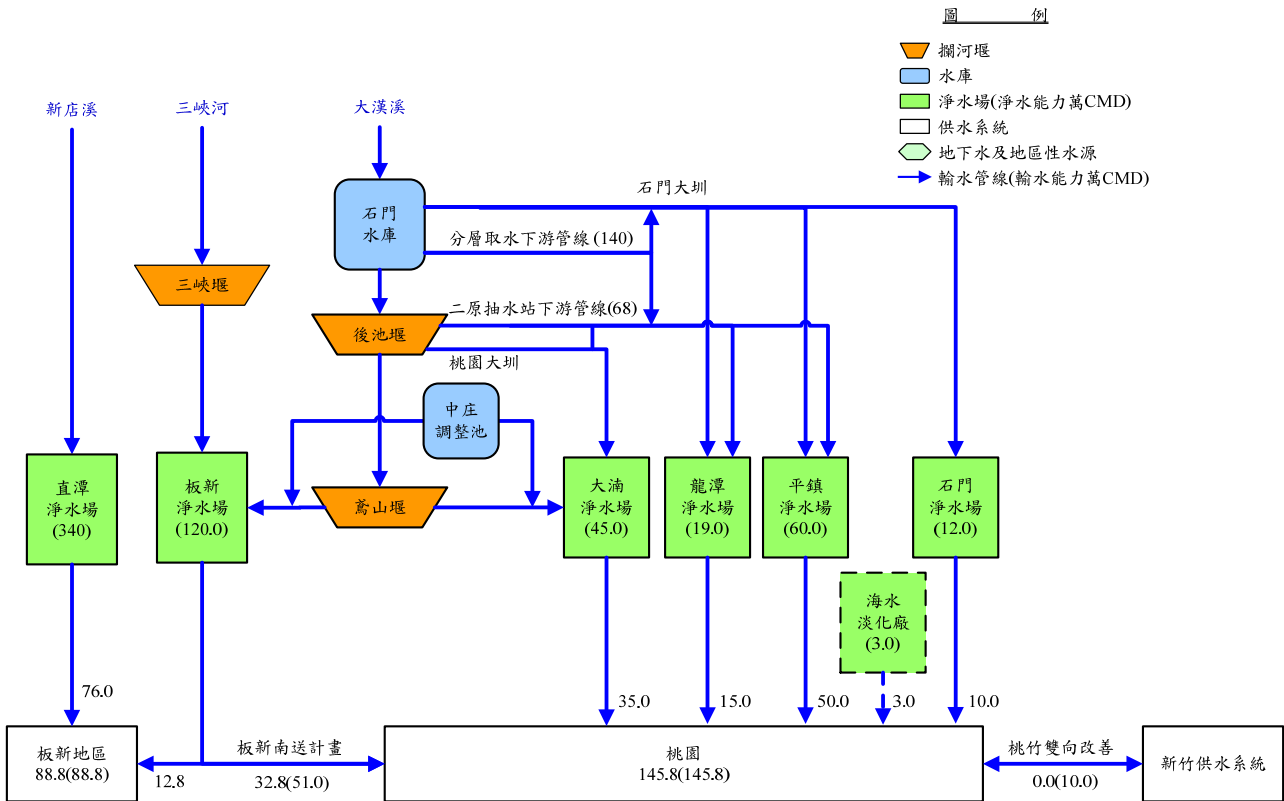 圖 例
攔河堰
水庫
淨水場(淨水能力萬CMD)
供水系統
地下水及地區性水源
輸水管線(輸水能力萬CMD)
新店溪
三峽河
大漢溪
石門大圳
石門
水庫
分層取水下游管線(140)
三峽堰
二原抽水站下游管線(68)
後池堰
桃園大圳
中庄
調整池
直潭
淨水場
(340)
板新
淨水場
(120.0)
鳶山堰
大湳
淨水場
(45.0)
龍潭
淨水場
(19.0)
平鎮
淨水場
(60.0)
石門
淨水場
(12.0)
海水
淡化廠
(3.0)
76.0
35.0
15.0
50.0
3.0
10.0
板新地區
88.8(88.8)
12.8
板新南送計畫
32.8(51.0)
桃園
145.8(145.8)
桃竹雙向改善
0.0(10.0)
新竹供水系統